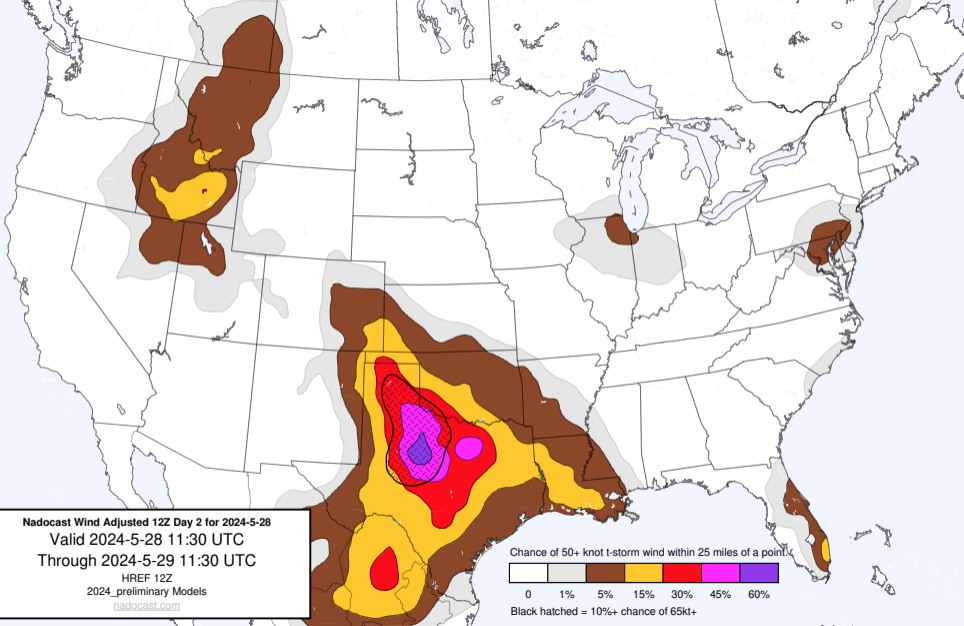 Nadocast Wind Adjusted 12Z Day 2 for 2024-5-28
Valid 2024-5-28 11:30 UTC
Through 2024-5-29 11:30 UTC
HREF 12Z
2024_preliminary Models
nadocast.com
Chance of 50+ knot t-storm wind within 25 miles of a point.
0 1% 5% 15% 30% 45% 60%
Black hatched = 10%+ chance of 65kt+